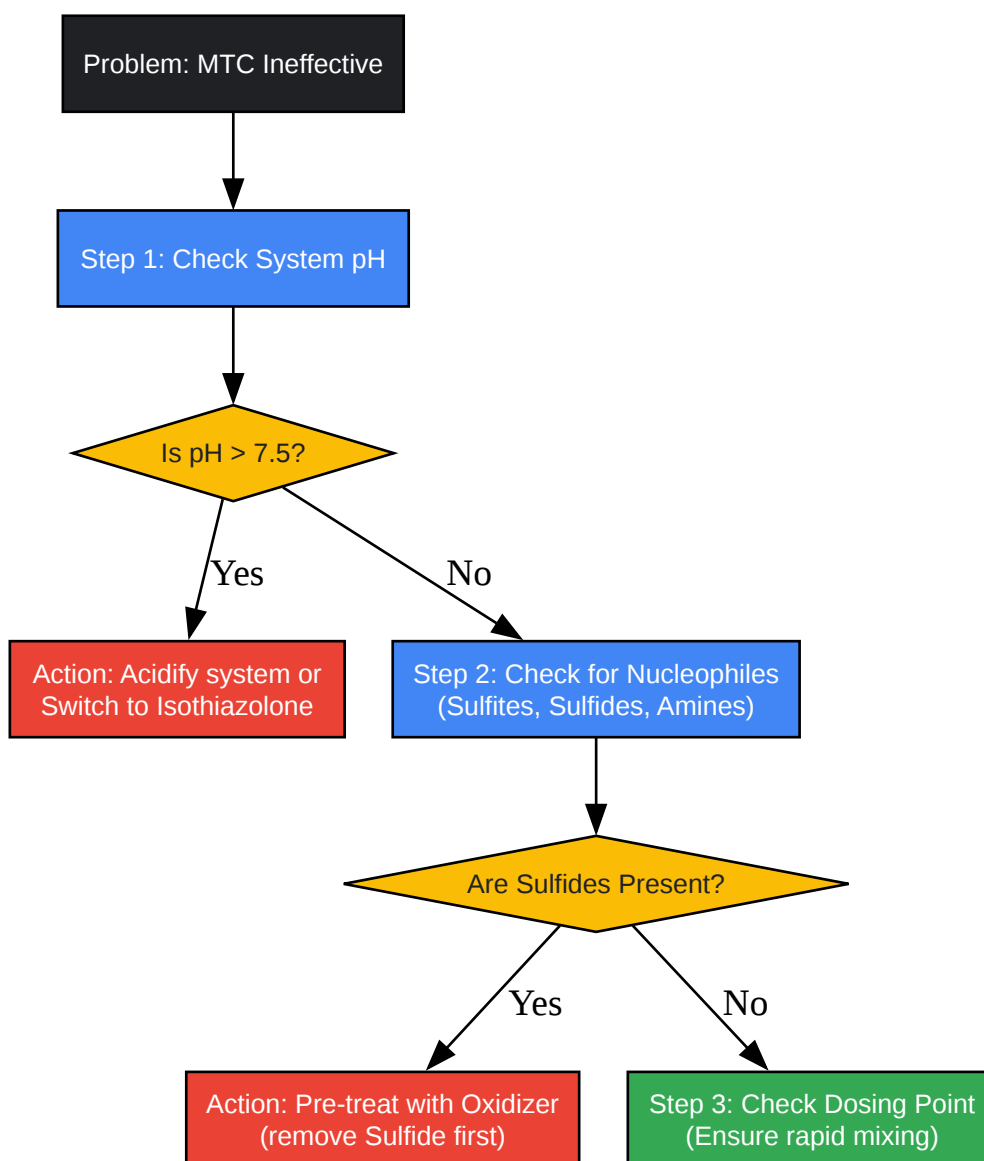 Problem: MTC Ineffective
Step 1: Check System pH
Is pH > 7.5?
Yes
No
Action: Acidify system or
Switch to Isothiazolone
Step 2: Check for Nucleophiles
(Sulfites, Sulfides, Amines)
Are Sulfides Present?
Yes
No
Action: Pre-treat with Oxidizer
(remove Sulfide first)
Step 3: Check Dosing Point
(Ensure rapid mixing)